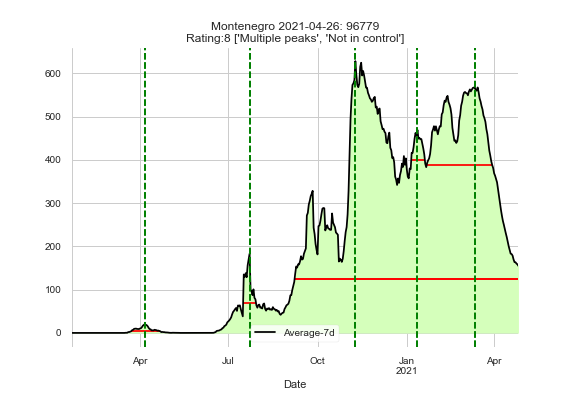 Montenegro 2021-04-26: 96779
Rating:8 ['Multiple peaks', 'Not in control']
600
500
400
300
200
100
0
Average-7d
Apr Jul Oct Jan Apr
2021
Date